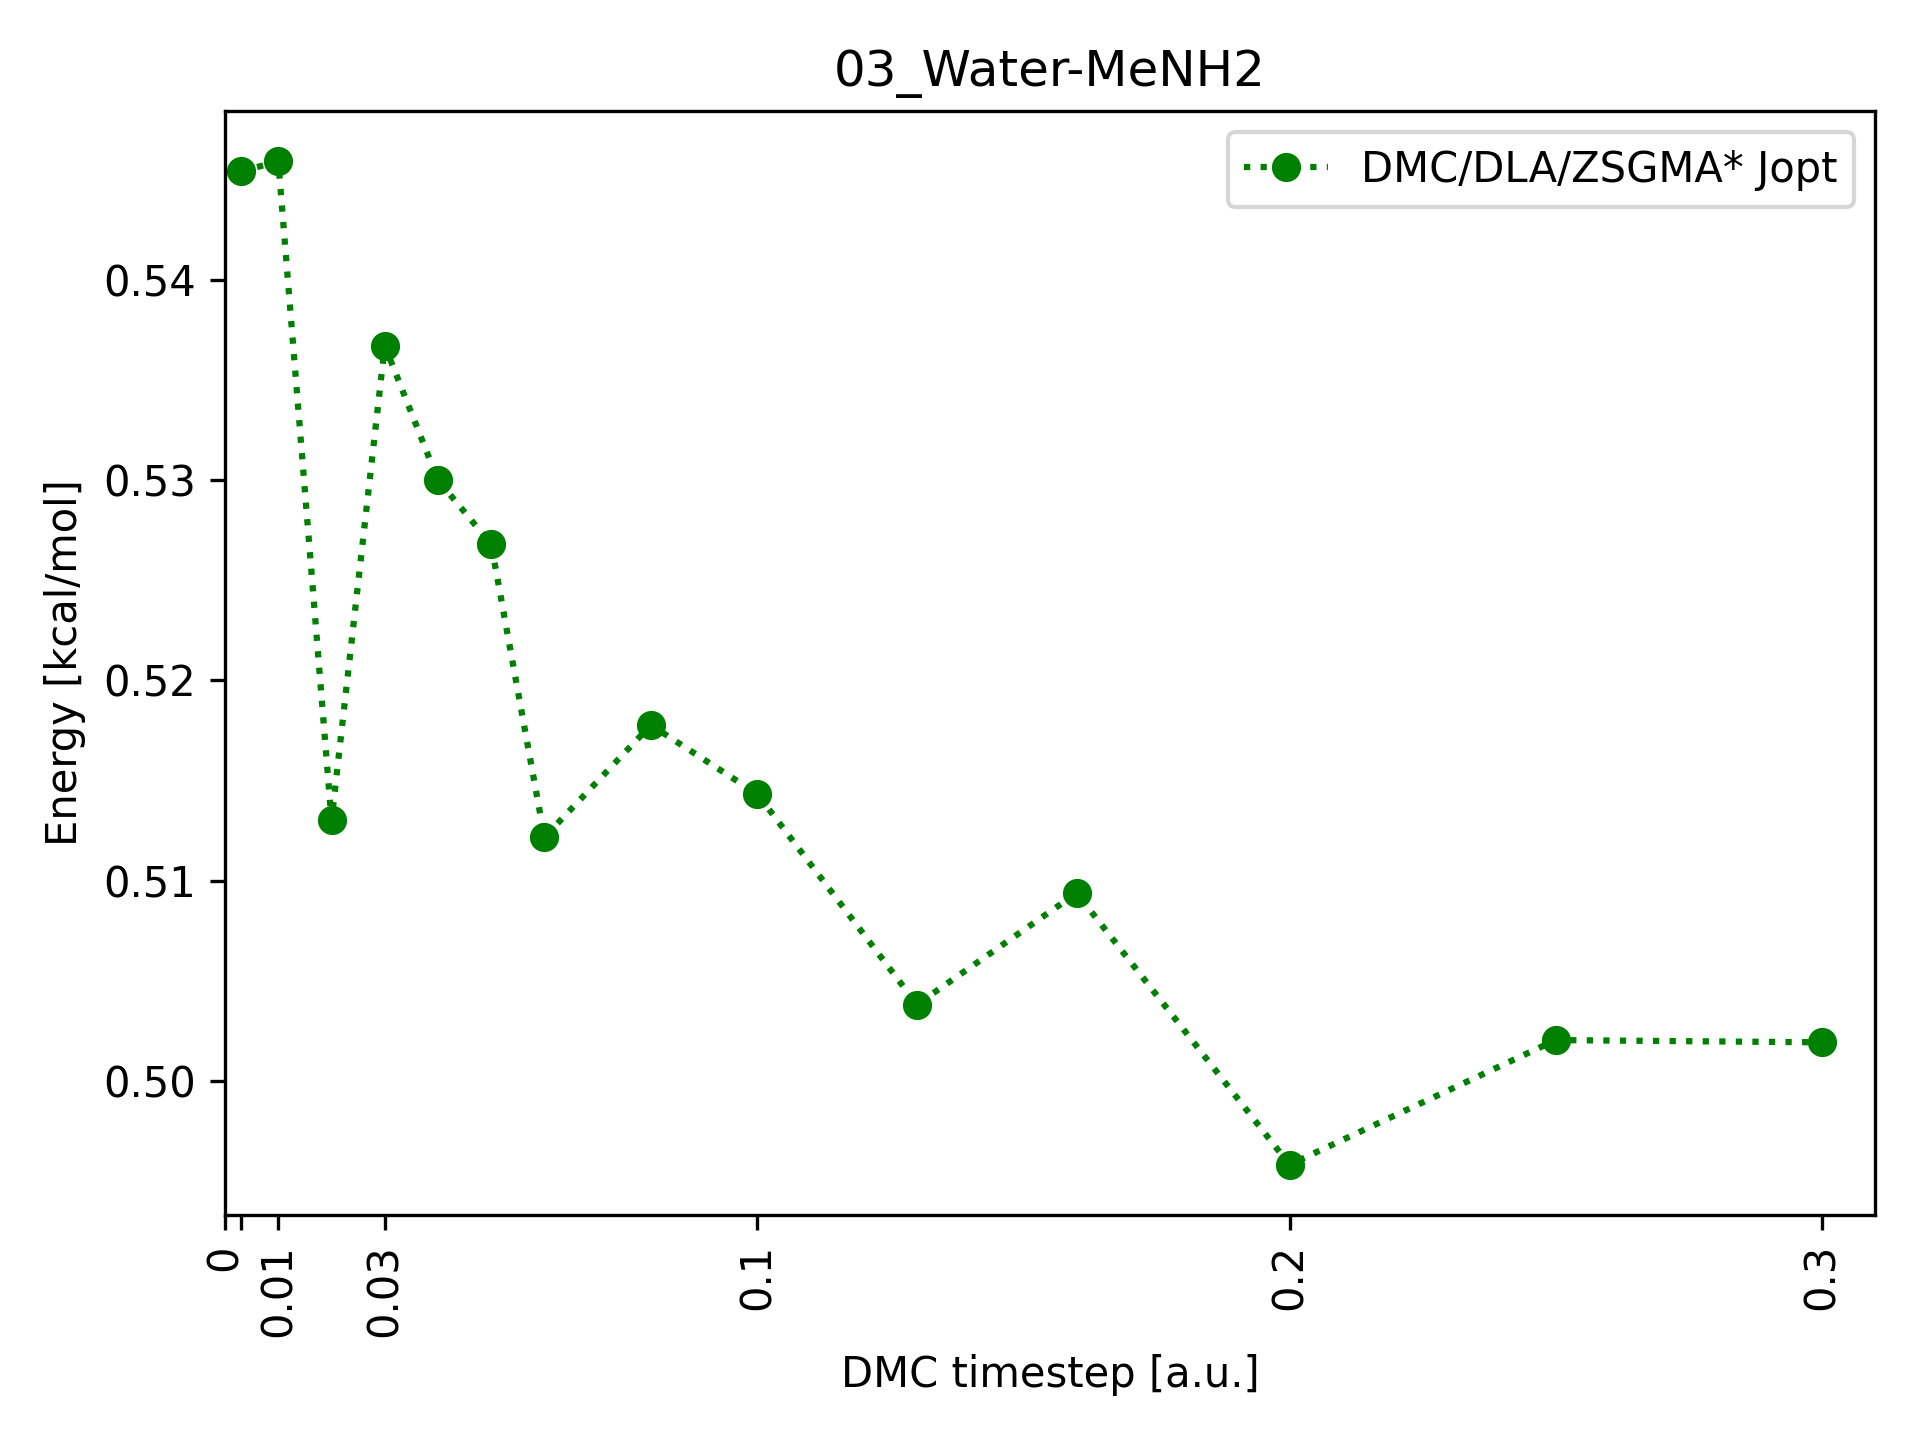 03_Water-MeNH2
DMC/DLA/ZSGMA* Jopt
Energy [kcal/mol]
0.54
0.53
0.52
0.51
0.50
0
0.01
0.03
0.1
0.2
0.3
DMC timestep [a.u.]